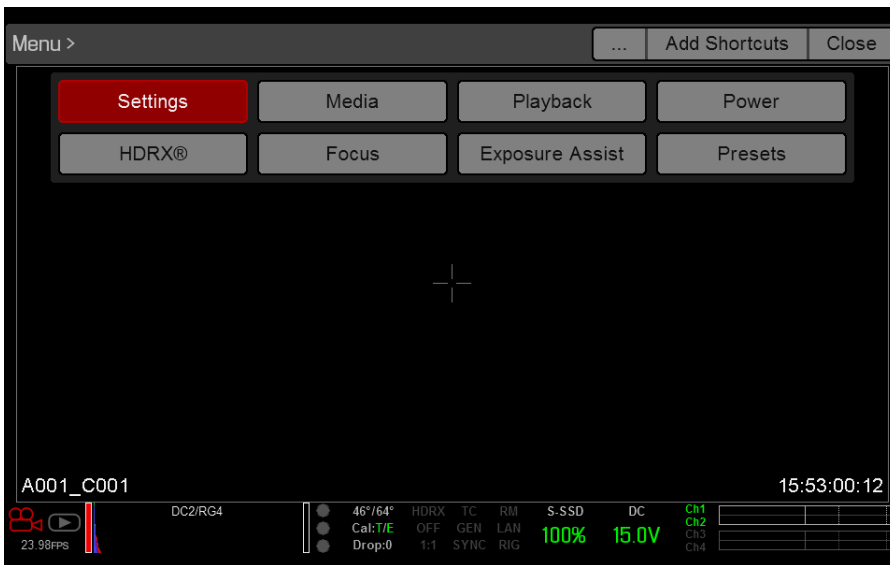 Menu > ... Add Shortcuts Close
Settings Media Playback Power
HDRX® Focus Exposure Assist Presets
A001_C001 15:53:00:12
DC2/RG4 46°/64° HDRX TC RM S-SSD DC Ch1
Cal:T/E OFF GEN LAN 100% 15.0V Ch2
23.98FPS Drop:0 1:1 SYNC RIG Ch3
Ch4